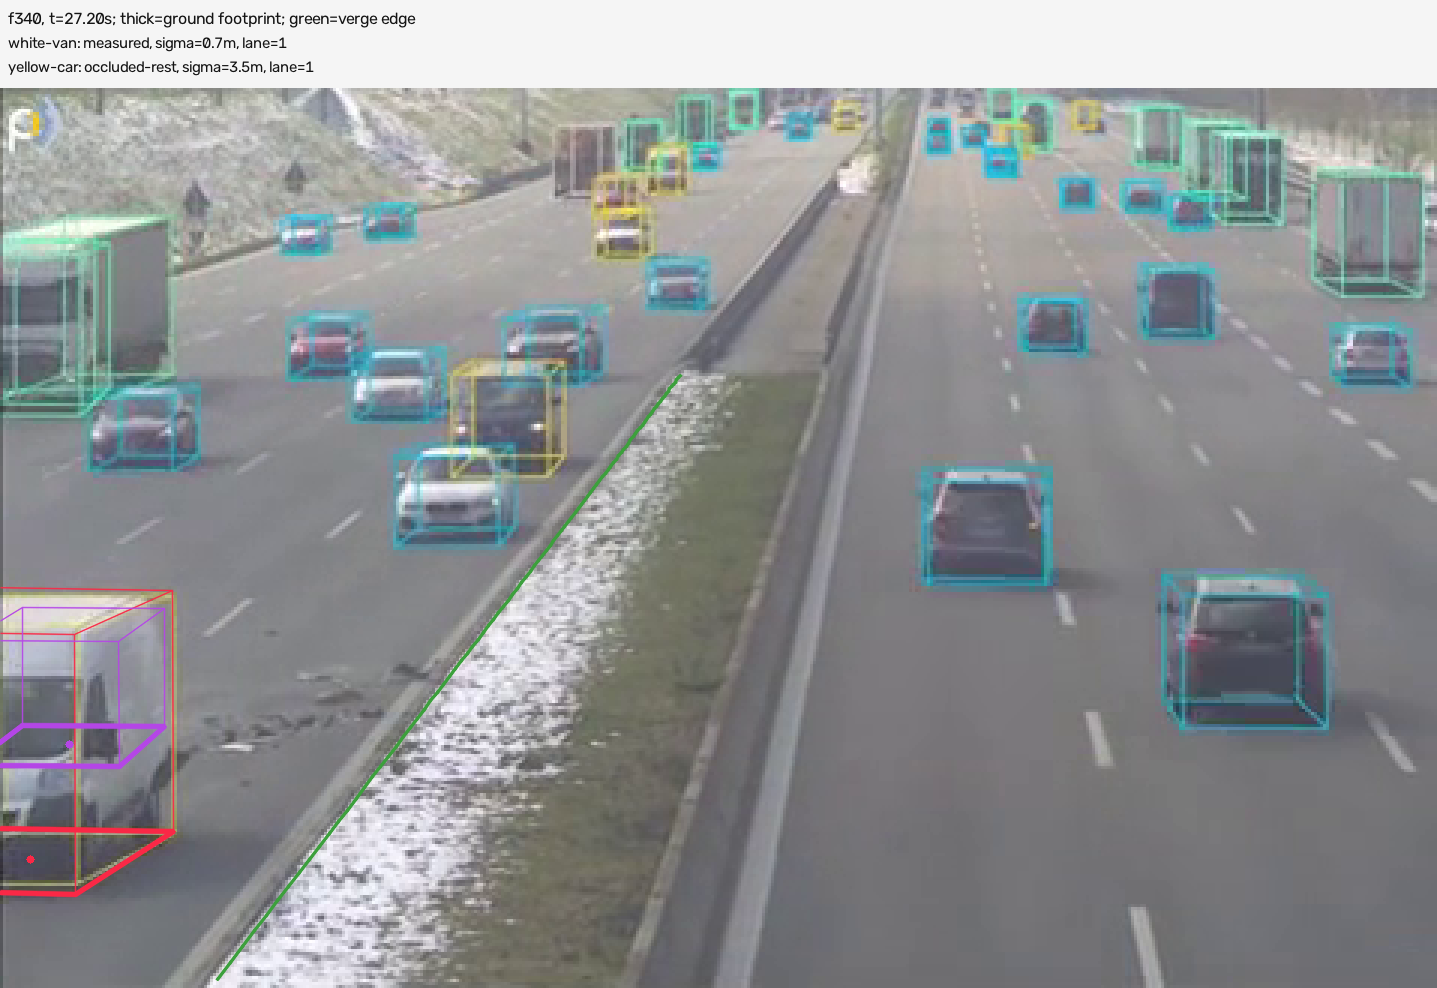 f340, t=27.20s; thick=ground footprint; green=verge edge
white-van: measured, sigma=0.7m, lane=1
yellow-car: occluded-rest, sigma=3.5m, lane=1